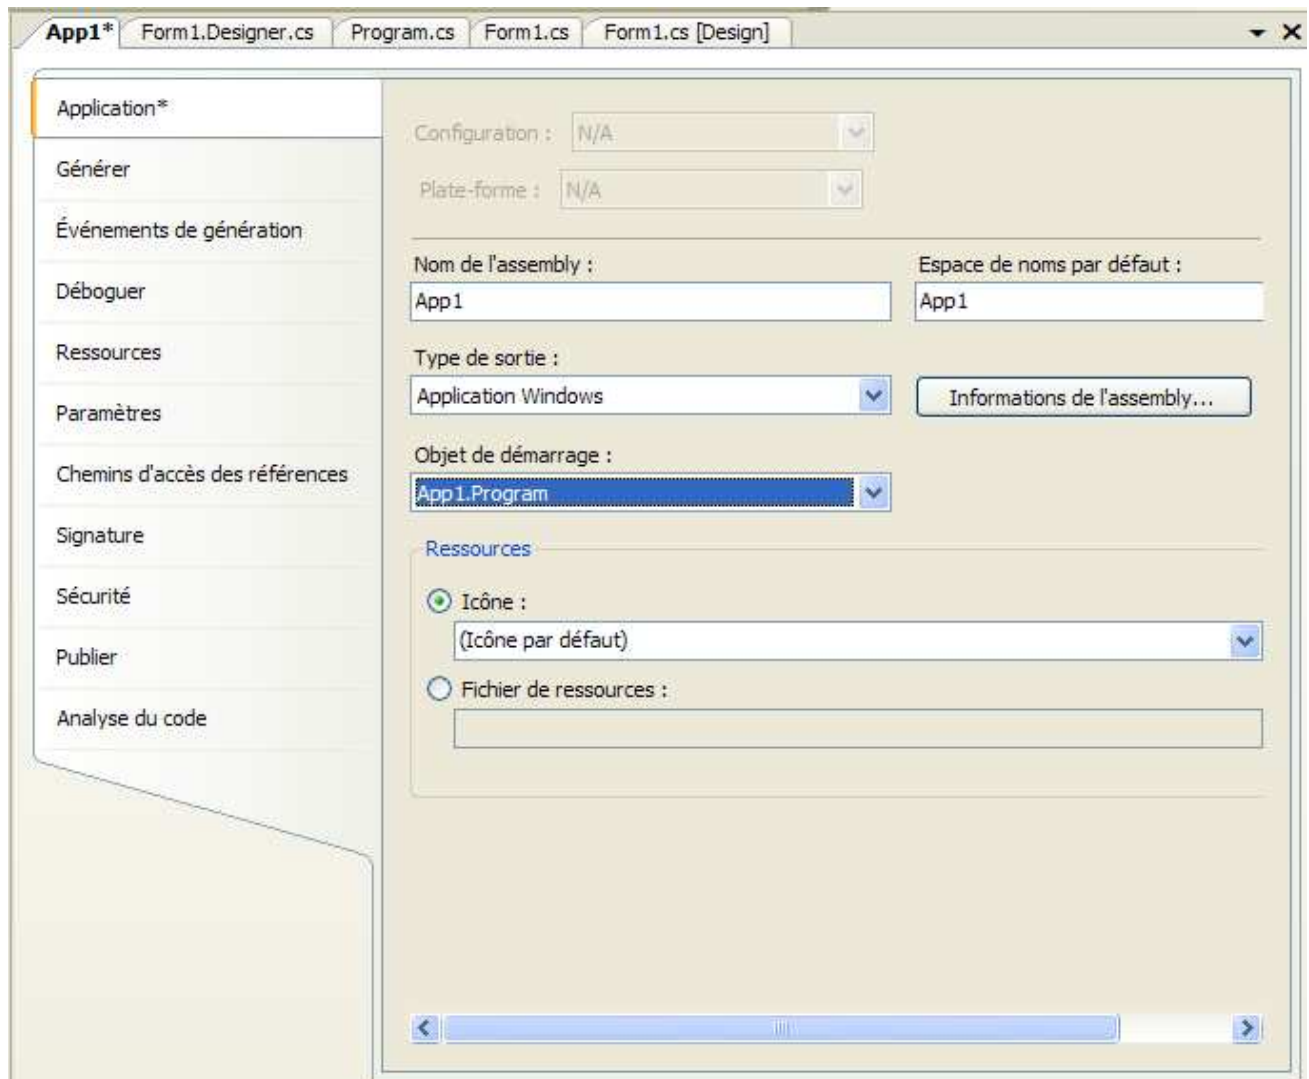 App1* Form1.Designer.cs Program.cs Form1.cs Form1.cs [Design]
Application*
Générer
Événements de génération
Déboguer
Ressources
Paramètres
Chemins d'accès des références
Signature
Sécurité
Publier
Analyse du code
Configuration : N/A
Plate-forme : N/A
Nom de l'assembly : Espace de noms par défaut :
App1 App1
Type de sortie :
Application Windows Informations de l'assembly...
Objet de démarrage :
App1.Program
Ressources
Icône :
(Icône par défaut)
Fichier de ressources :